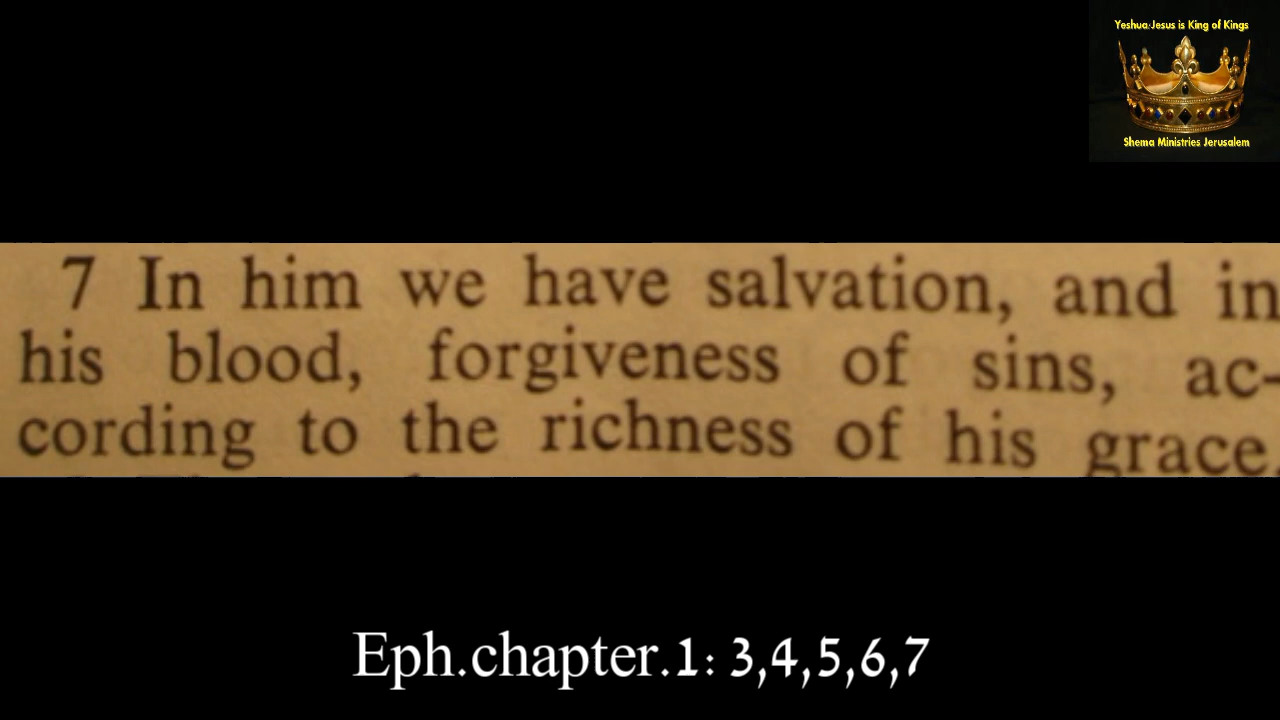 Yeshua-Jesus is King of Kings
Shema Ministries Jerusalem
7 In him we have salvation, and in
his blood, forgiveness of sins, ac-
cording to the richness of his grace.
Eph.chapter.1: 3,4,5,6,7